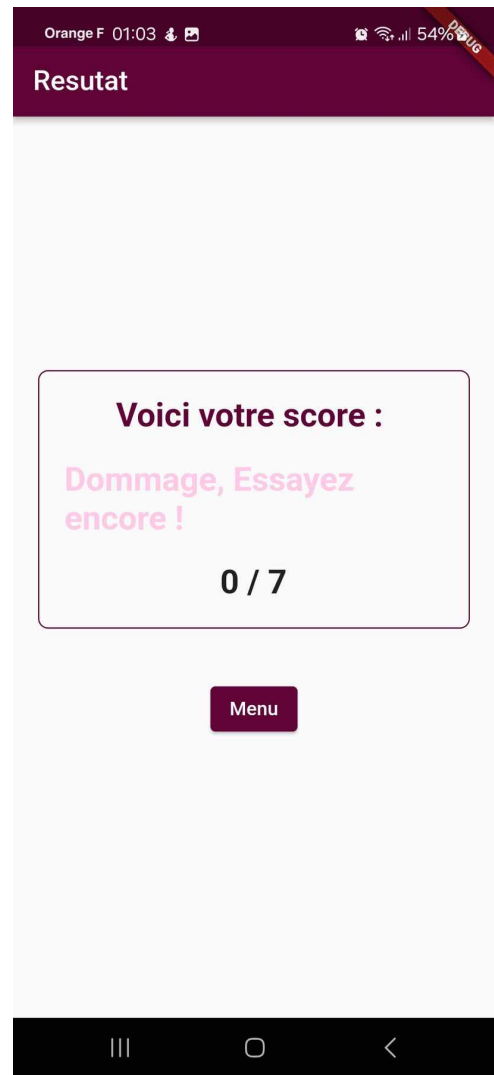 Orange F 01:03 54%
DEBUG
Resutat
Voici votre score :
Dommage, Essayez
encore !
0 / 7
Menu